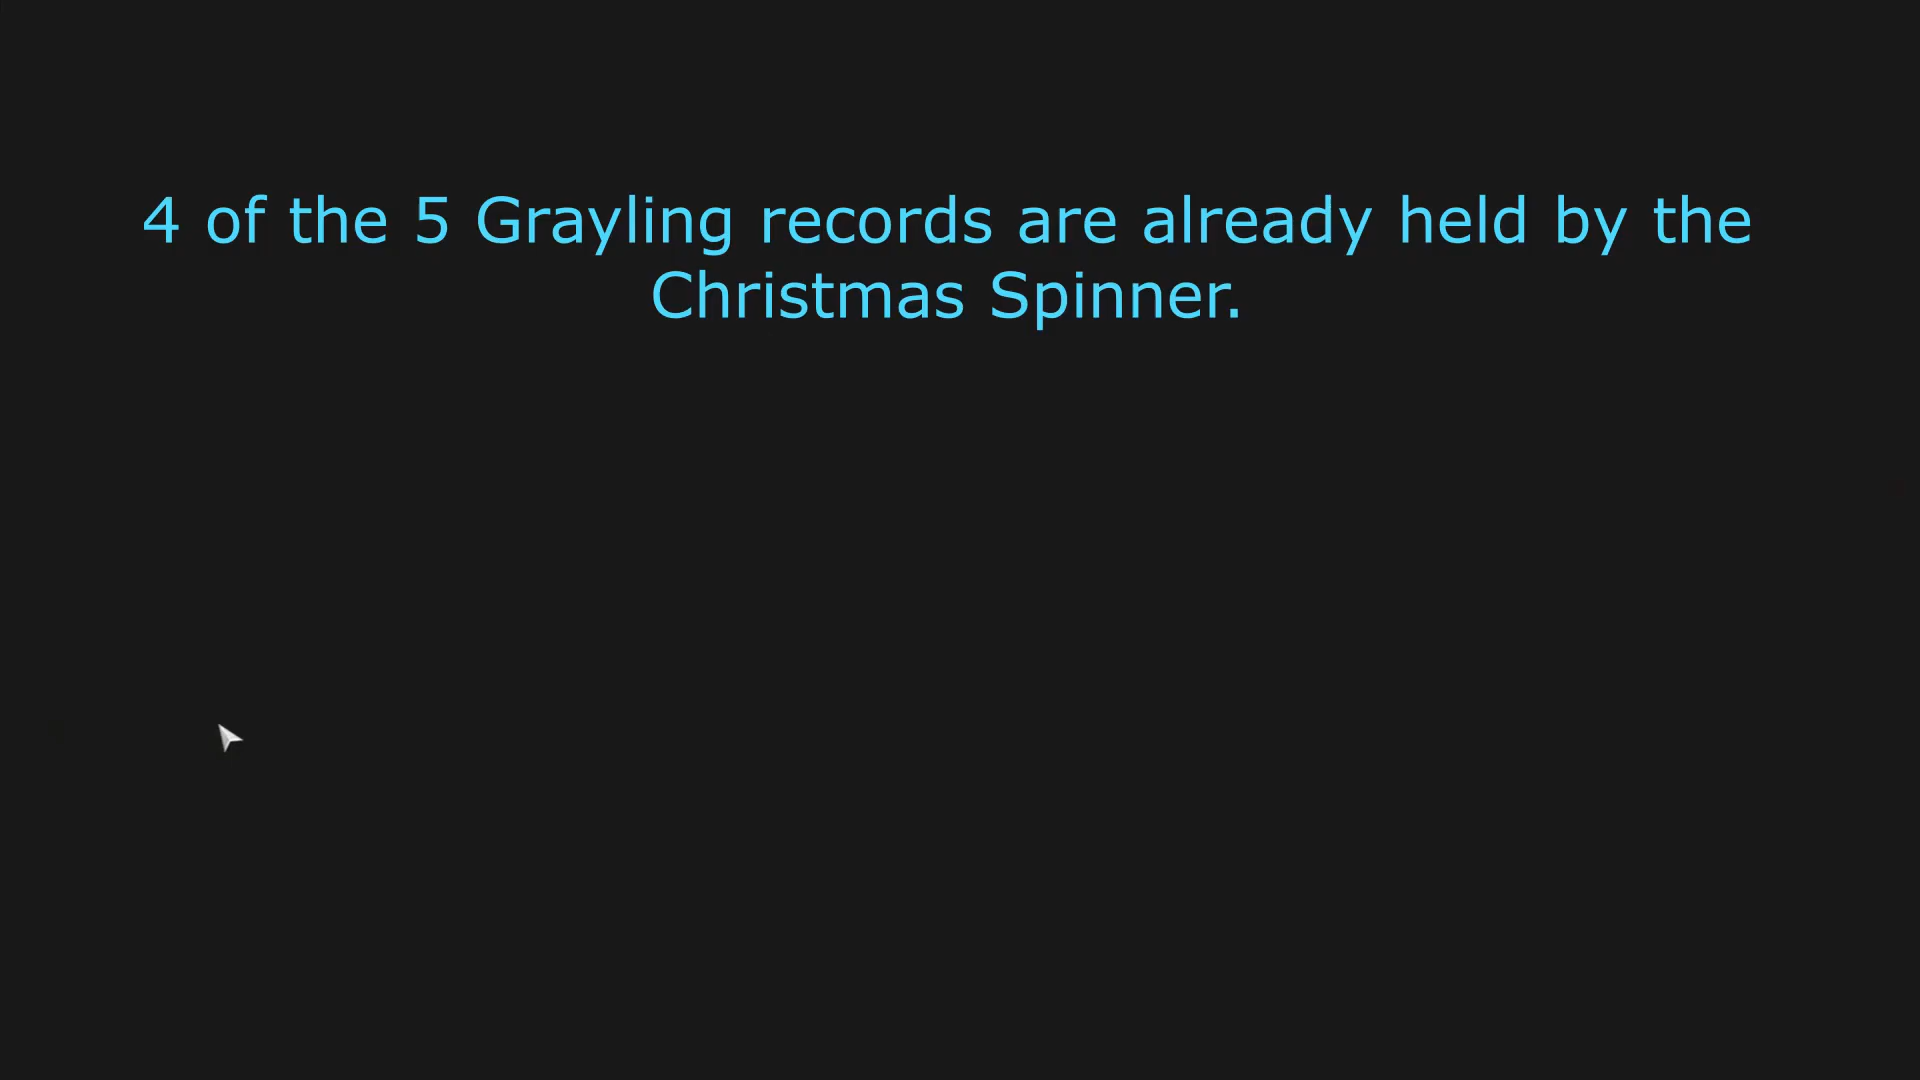 4 of the 5 Grayling records are already held by the
Christmas Spinner.